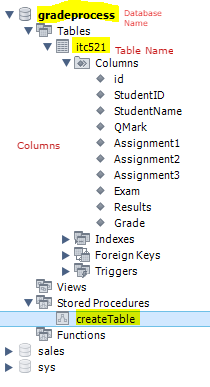 gradeprocess Database Name
Tables
itc521 Table Name
Columns
id
StudentID
StudentName
QMark
Columns Assignment1
Assignment2
Assignment3
Exam
Results
Grade
Indexes
Foreign Keys
Triggers
Views
Stored Procedures
createTable
Functions
sales
sys